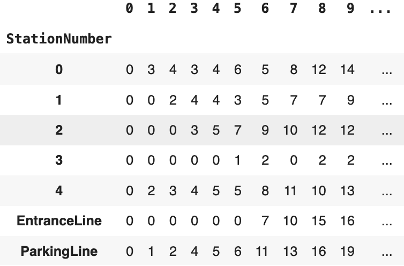 0 1 2 3 4 5 6 7 8 9 ...
StationNumber
0 0 3 4 3 4 6 5 8 12 14 ...
1 0 0 2 4 4 3 5 7 7 9 ...
2 0 0 0 3 5 7 9 10 12 12 ...
3 0 0 0 0 0 1 2 0 2 2 ...
4 0 2 3 4 5 5 8 11 10 13 ...
EntranceLine 0 0 0 0 0 0 7 10 15 16 ...
ParkingLine 0 1 2 4 5 6 11 13 16 19 ...